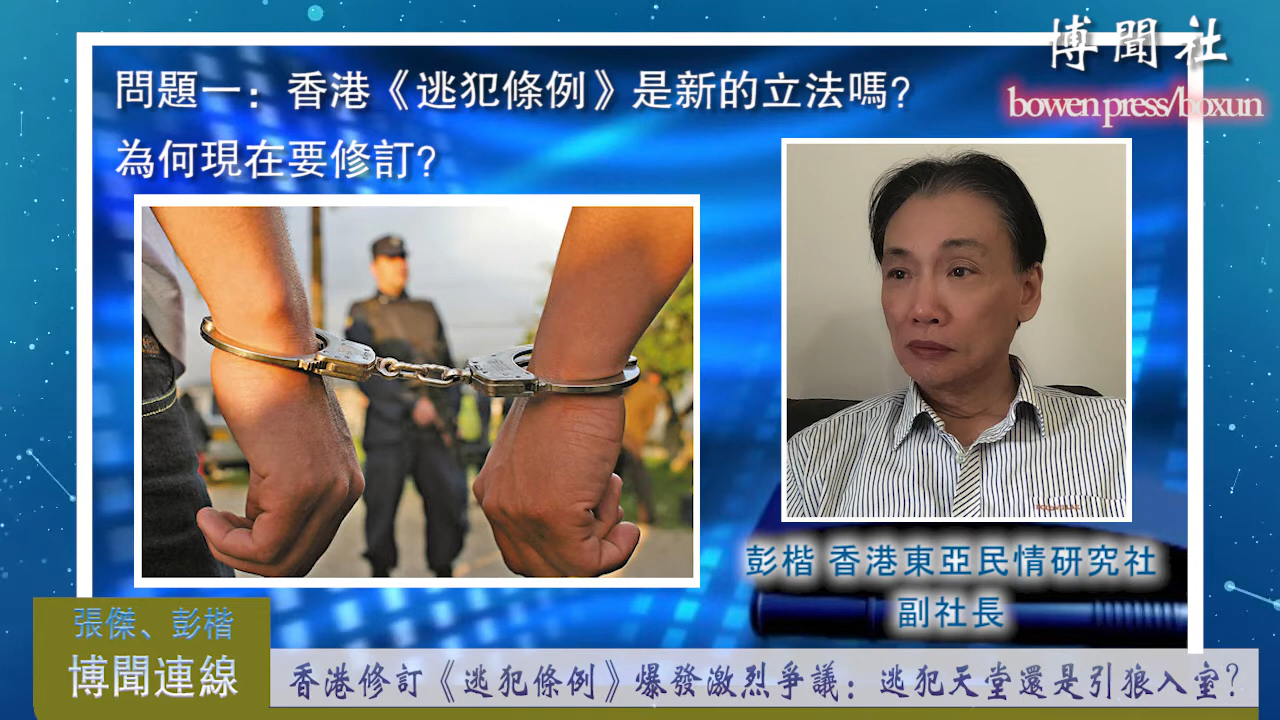 博聞社
bowen press/boxun
問題一：香港《逃犯條例》是新的立法嗎?
為何現在要修訂?
彭楷 香港東亞民情研究社
副社長
張傑、彭楷
博聞連線
香港修訂《逃犯條例》爆發激烈爭議：逃犯天堂還是引狼入室?